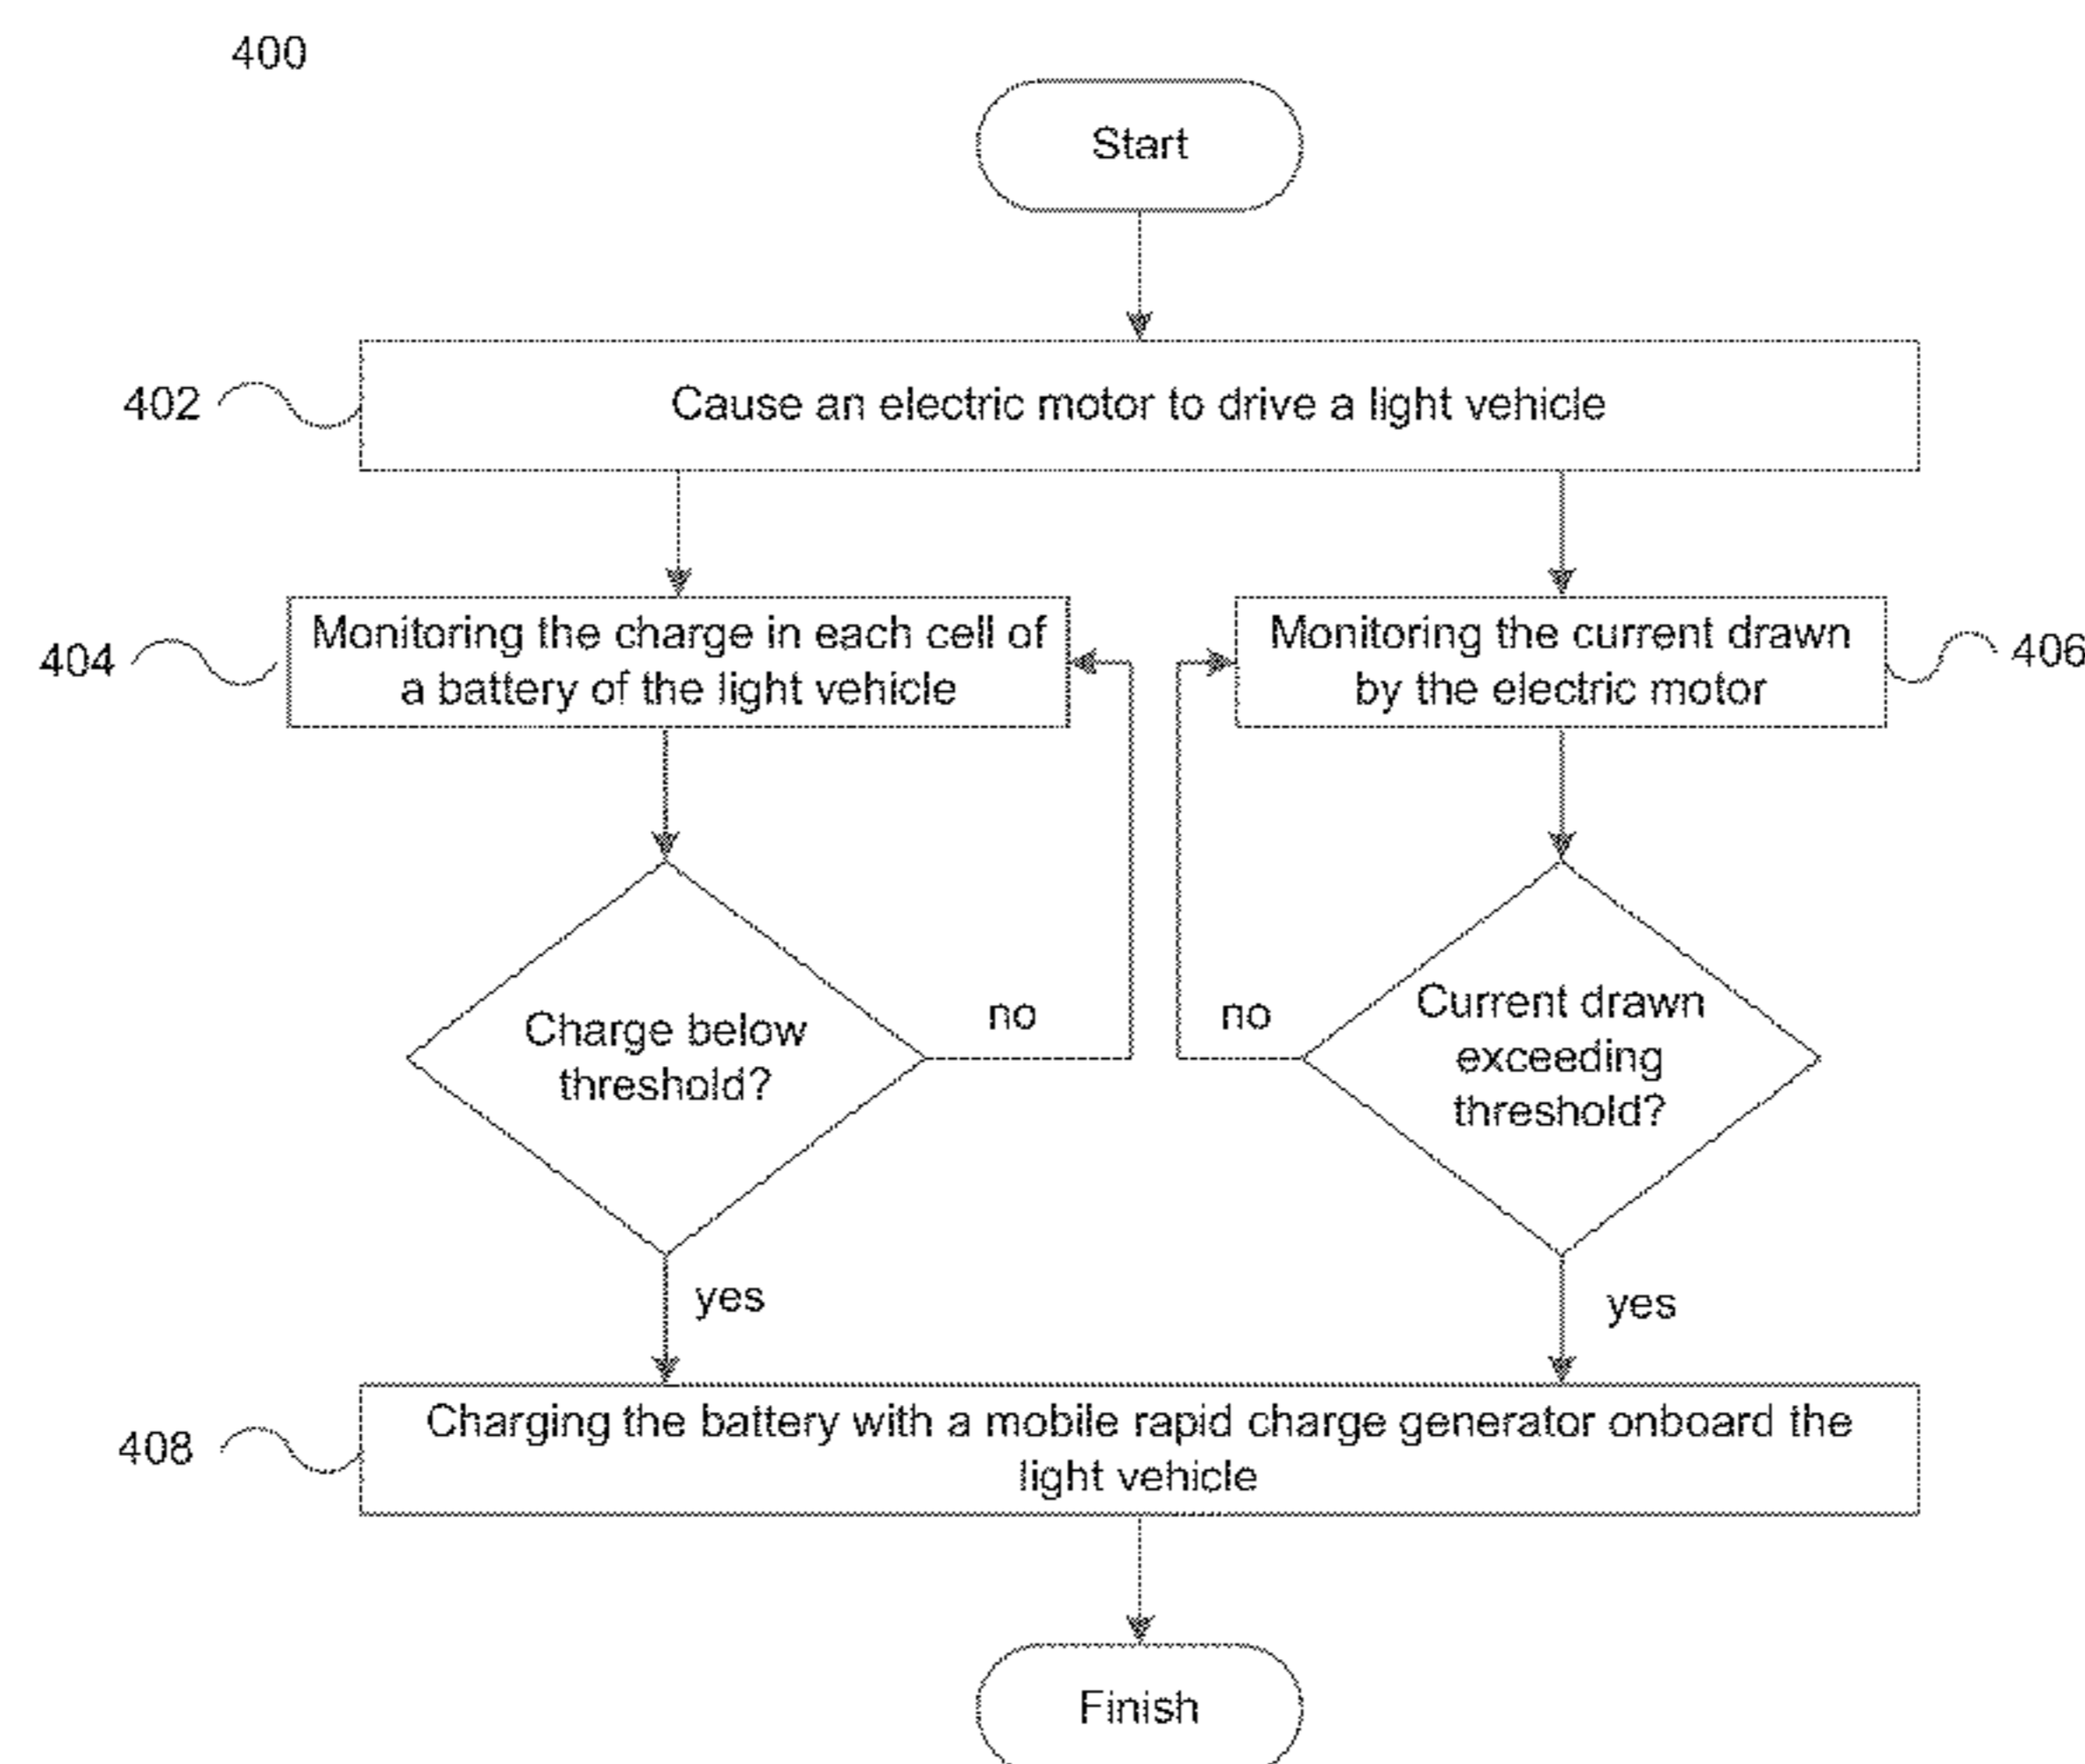 400
Start
402
Cause an electric motor to drive a light vehicle
404
Monitoring the charge in each cell of
a battery of the light vehicle
Monitoring the current drawn
by the electric motor
406
Charge below
threshold?
no
no
Current drawn
exceeding
threshold?
yes
yes
408
Charging the battery with a mobile rapid charge generator onboard the
light vehicle
Finish